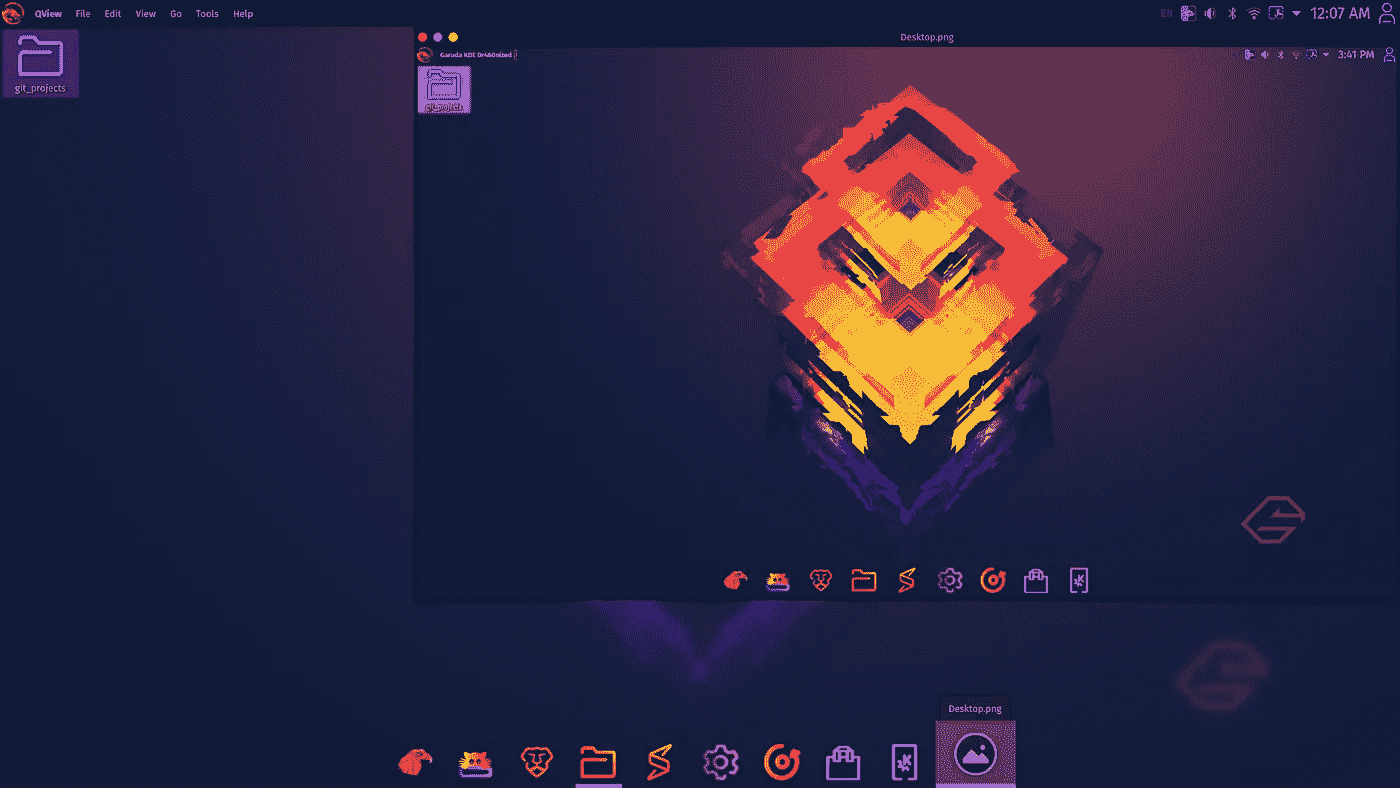 QView File Edit View Go Tools Help
EN 12:07 AM
git_projects
Desktop.png
Garuda KDE Dr460nized
3:41 PM
git_projects
Desktop.png